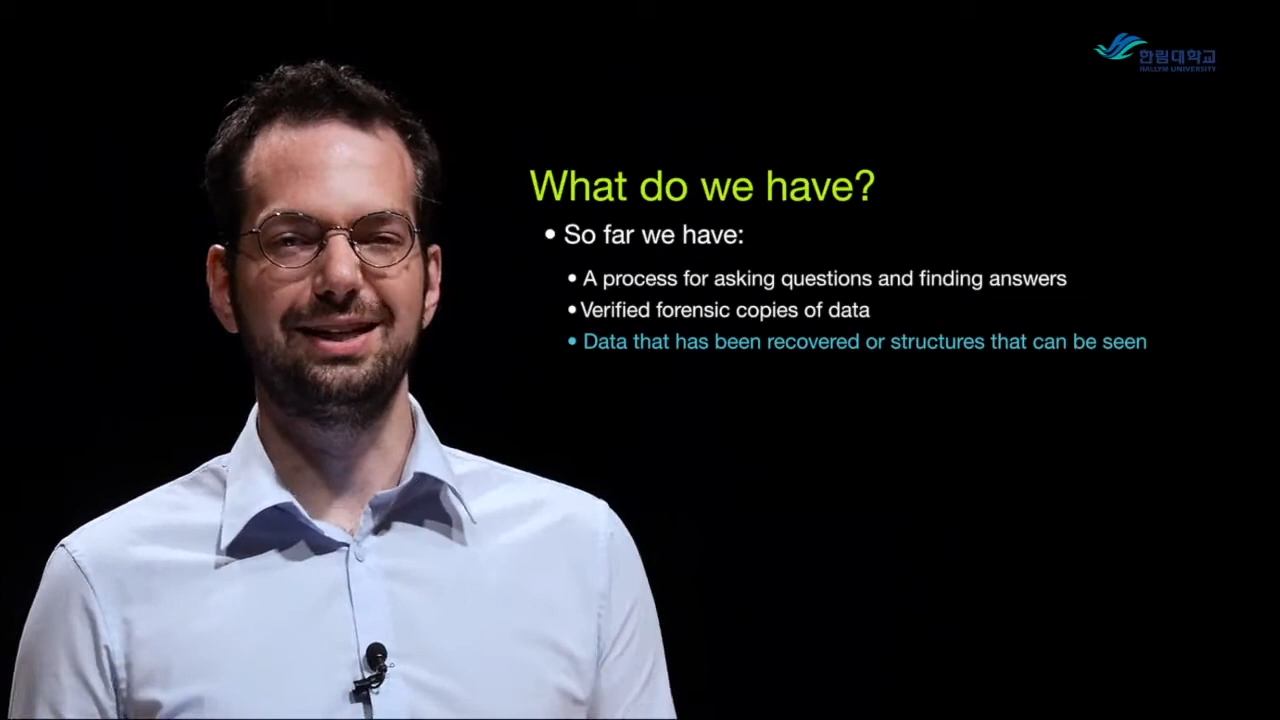 한림대학교
HALLYM UNIVERSITY
What do we have?
• So far we have:
• A process for asking questions and finding answers
• Verified forensic copies of data
• Data that has been recovered or structures that can be seen